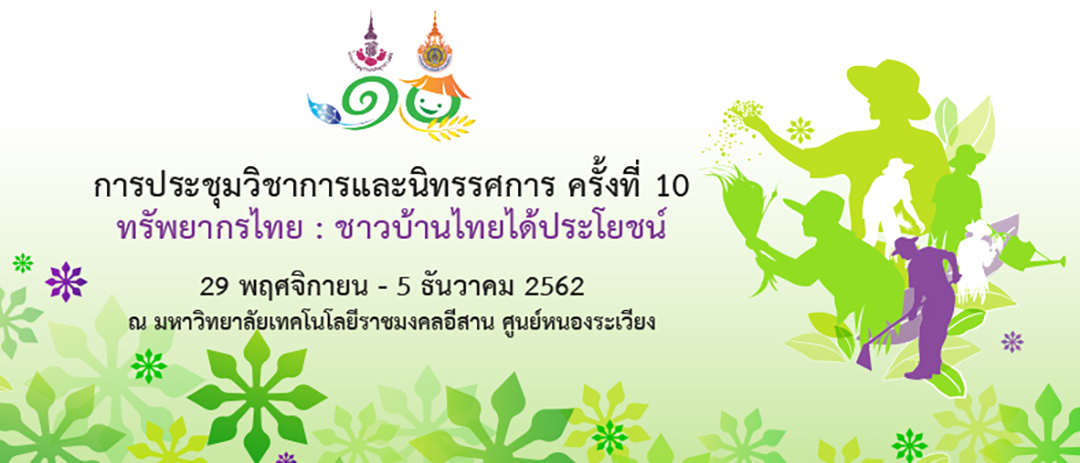 ๑๐
การประชุมวิชาการและนิทรรศการ ครั้งที่ 10
ทรัพยากรไทย : ชาวบ้านไทยได้ประโยชน์
29 พฤศจิกายน - 5 ธันวาคม 2562
ณ มหาวิทยาลัยเทคโนโลยีราชมงคลอีสาน ศูนย์หนองระเวียง